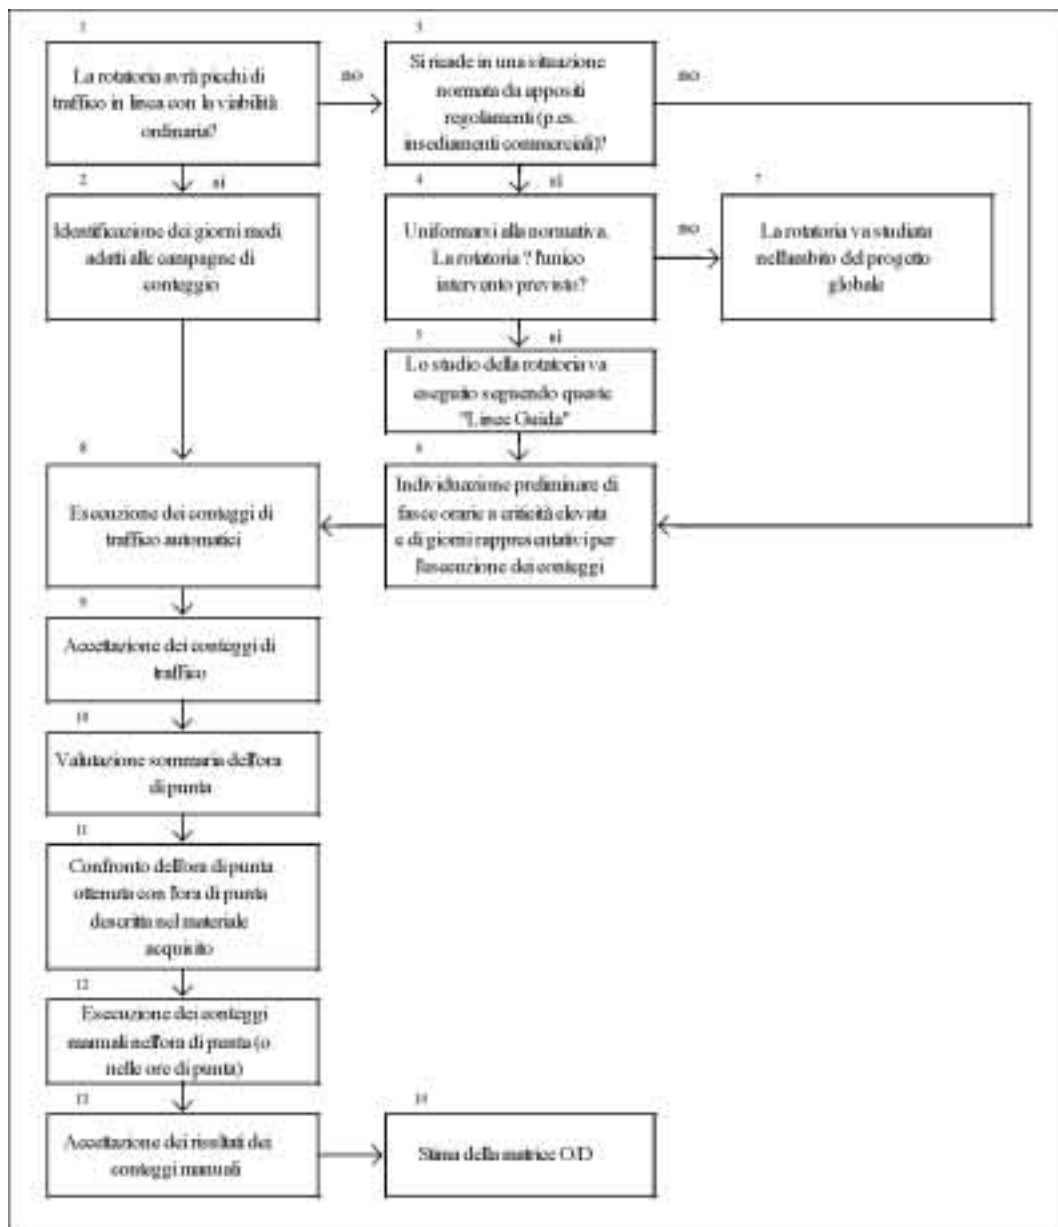 1
La rotatoria avrà picchi di
traffico in linea con la viabilità
ordinaria?
no
si
3
Si ricade in una situazione
normata da appositi
regolamenti (p.es.
insediamenti commerciali)?
no
si
2
Identificazione dei giorni medi
adatti alle campagne di
conteggio
4
Uniformarsi alla normativa.
La rotatoria ? l'unico
intervento previsto?
no
si
7
La rotatoria va studiata
nell'ambito del progetto
globale
5
Lo studio della rotatoria va
eseguito seguendo queste
"Linee Guida"
6
Individuazione preliminare di
fasce orarie a criticità elevata
e di giorni rappresentativi per
dei conteggi
8
Esecuzione dei conteggi di
traffico automatici
9
Accettazione dei conteggi di
traffico
10
Valutazione sommaria dell'ora
di punta
11
Confronto dell'ora di punta
ottenuta con l'ora di punta
descritta nel materiale
acquisito
12
Esecuzione dei conteggi
manuali nell'ora di punta (o
nelle ore di punta)
13
Accettazione dei risultati dei
conteggi manuali
14
Stima della matrice O/D